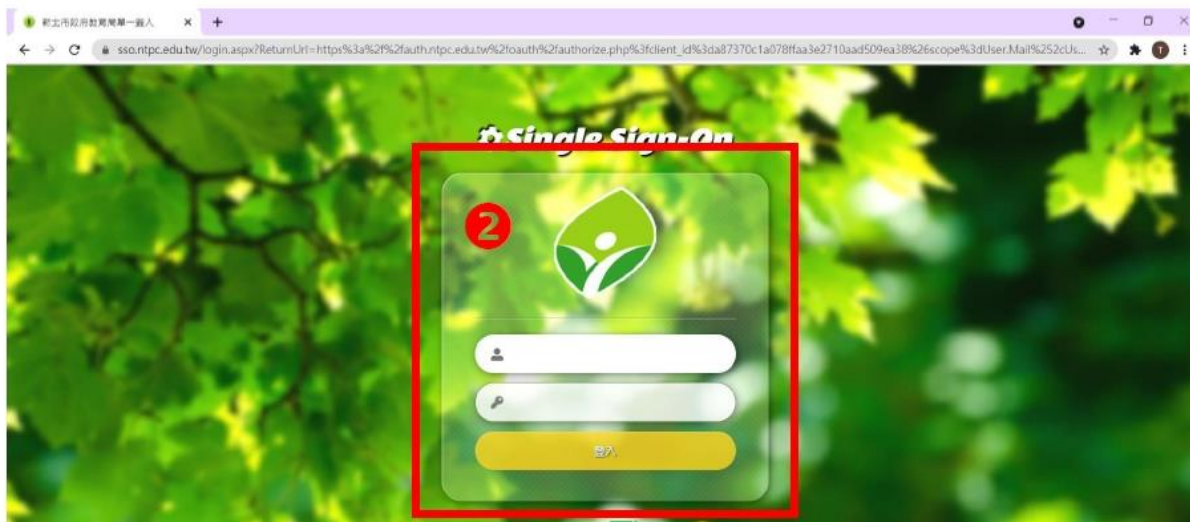 新北市政府教育局單一簽入
sso.ntpc.edu.tw/login.aspx?ReturnUrl=https%3a%2f%2fauth.ntpc.edu.tw%2foauth%2fauthorize.php%3fclient_id%3da87370c1a078ffaa3e2710aad509ea38%26scope%3dUser.Mail%252cUs...
T
Single Sign-On
2
登入